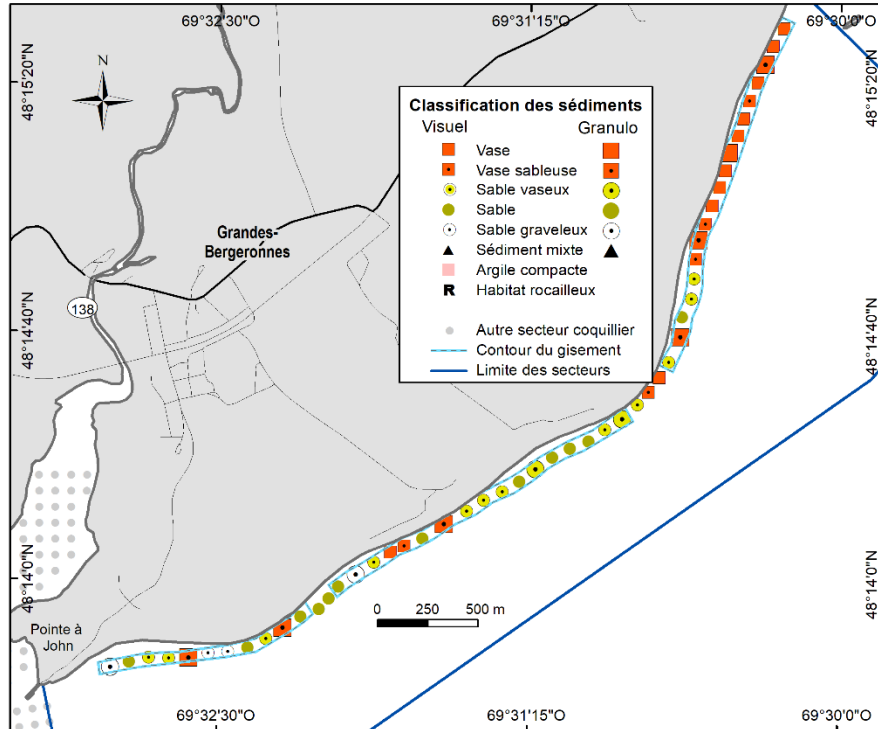 69°32'30"O
69°31'15"O
69°30'0"O
48°15'20"N
48°15'20"N
N
Classification des sédiments
Visuel
Granulo
Vase
Vase sableuse
Sable vaseux
Sable
Sable graveleux
Sédiment mixte
Argile compacte
R Habitat rocailleux
Autre secteur coquillier
Contour du gisement
Limite des secteurs
Grandes-
Bergeronnes
138
48°14'40"N
48°14'40"N
48°14'0"N
48°14'0"N
0 250 500 m
Pointe à
John
69°32'30"O
69°31'15"O
69°30'0"O